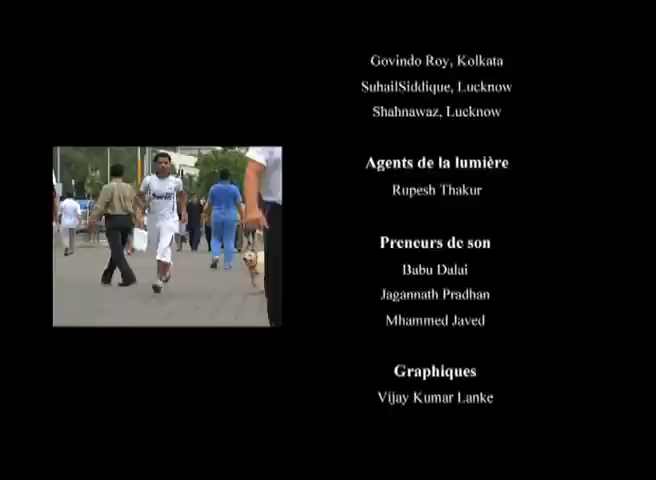 Govindo Roy, Kolkata
SuhailSiddique, Lucknow
Shahnawaz, Lucknow
Agents de la lumière
Rupesh Thakur
Preneurs de son
Babu Dalai
Jagannath Pradhan
Mhammed Javed
Graphiques
Vijay Kumar Lanke